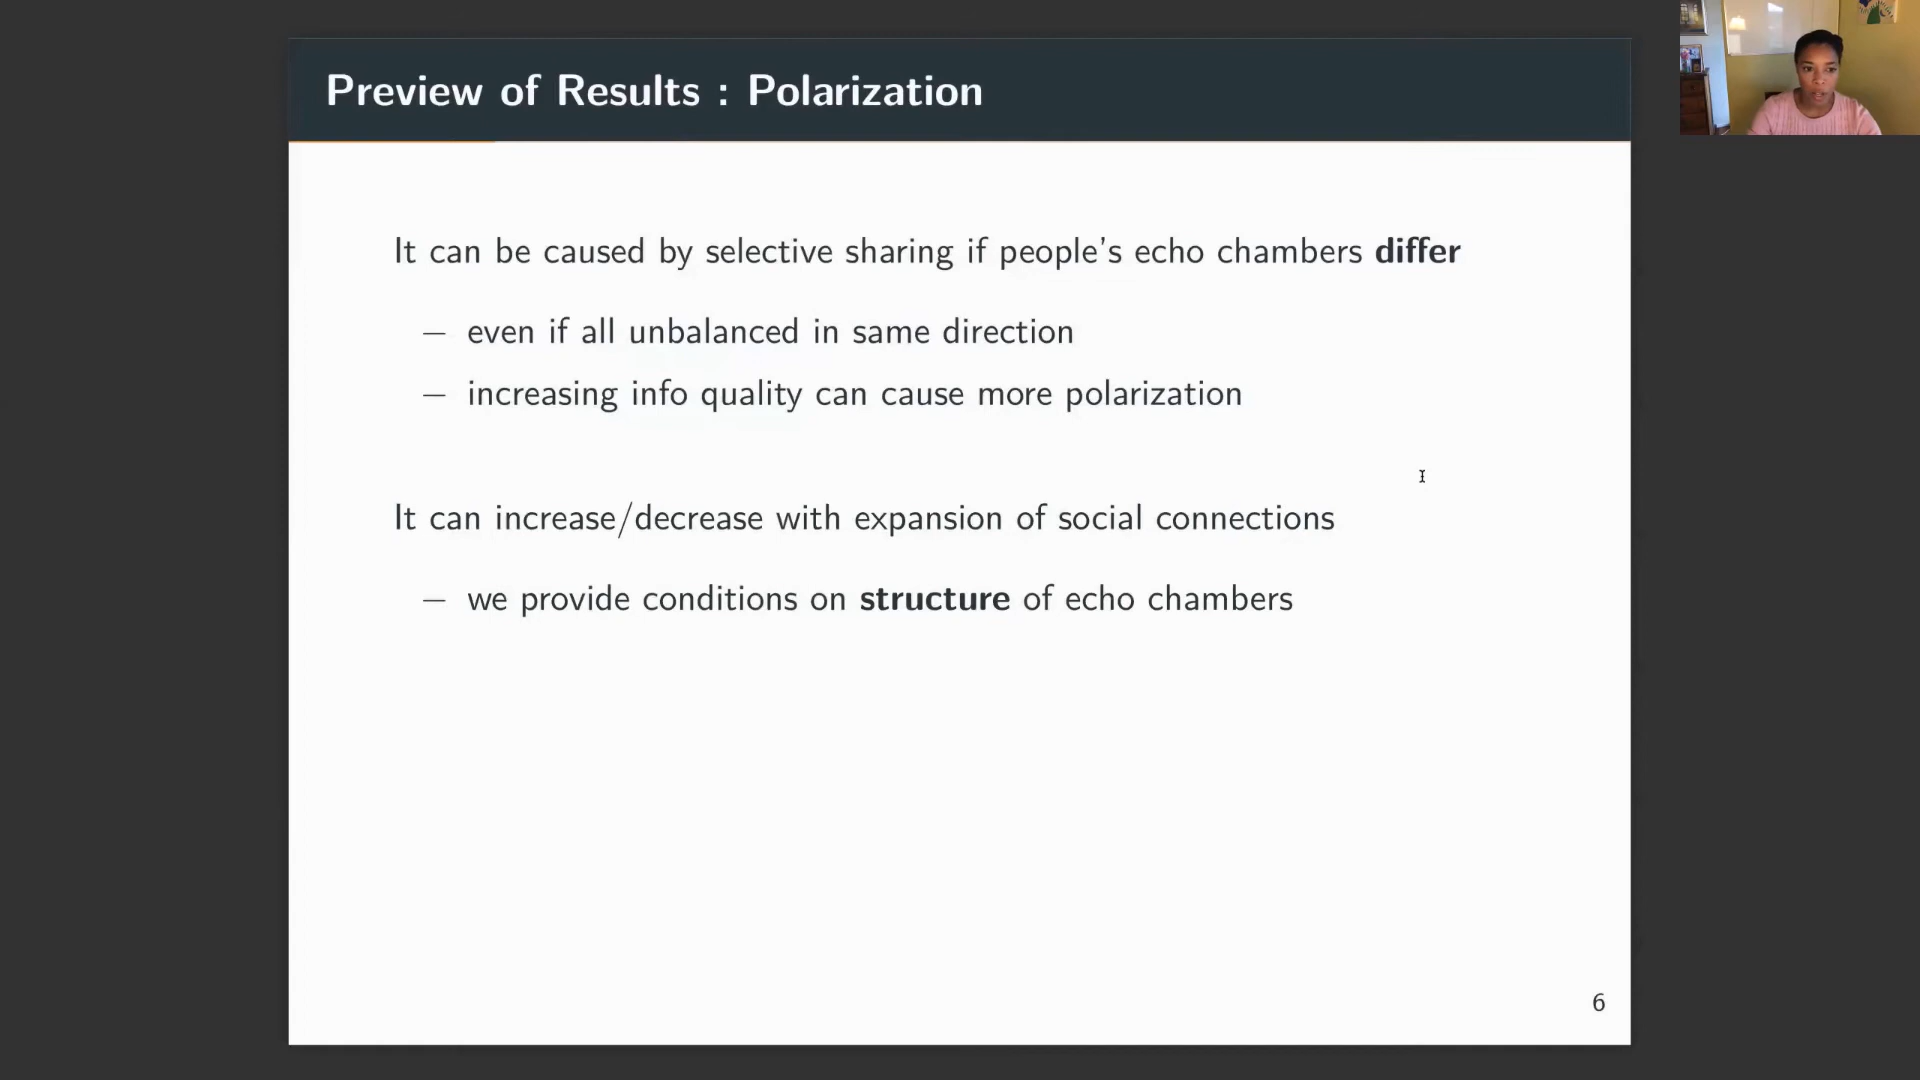 Preview of Results : Polarization
It can be caused by selective sharing if people's echo chambers differ
— even if all unbalanced in same direction
— increasing info quality can cause more polarization
It can increase/decrease with expansion of social connections
— we provide conditions on structure of echo chambers
6